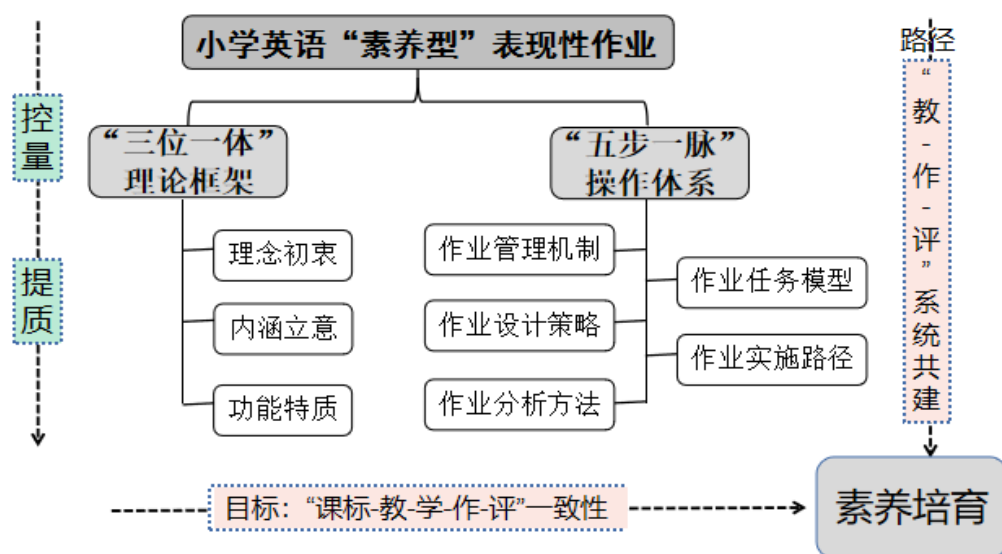 小学英语“素养型”表现性作业
路径
控
量
提
质
“三位一体”
理论框架
理念初衷
内涵立意
功能特质
“五步一脉”
操作体系
作业管理机制
作业任务模型
作业设计策略
作业实施路径
作业分析方法
“
教
-
作
-
评
”
系
统
共
建
目标：“课标-教-学-作-评”一致性
素养培育